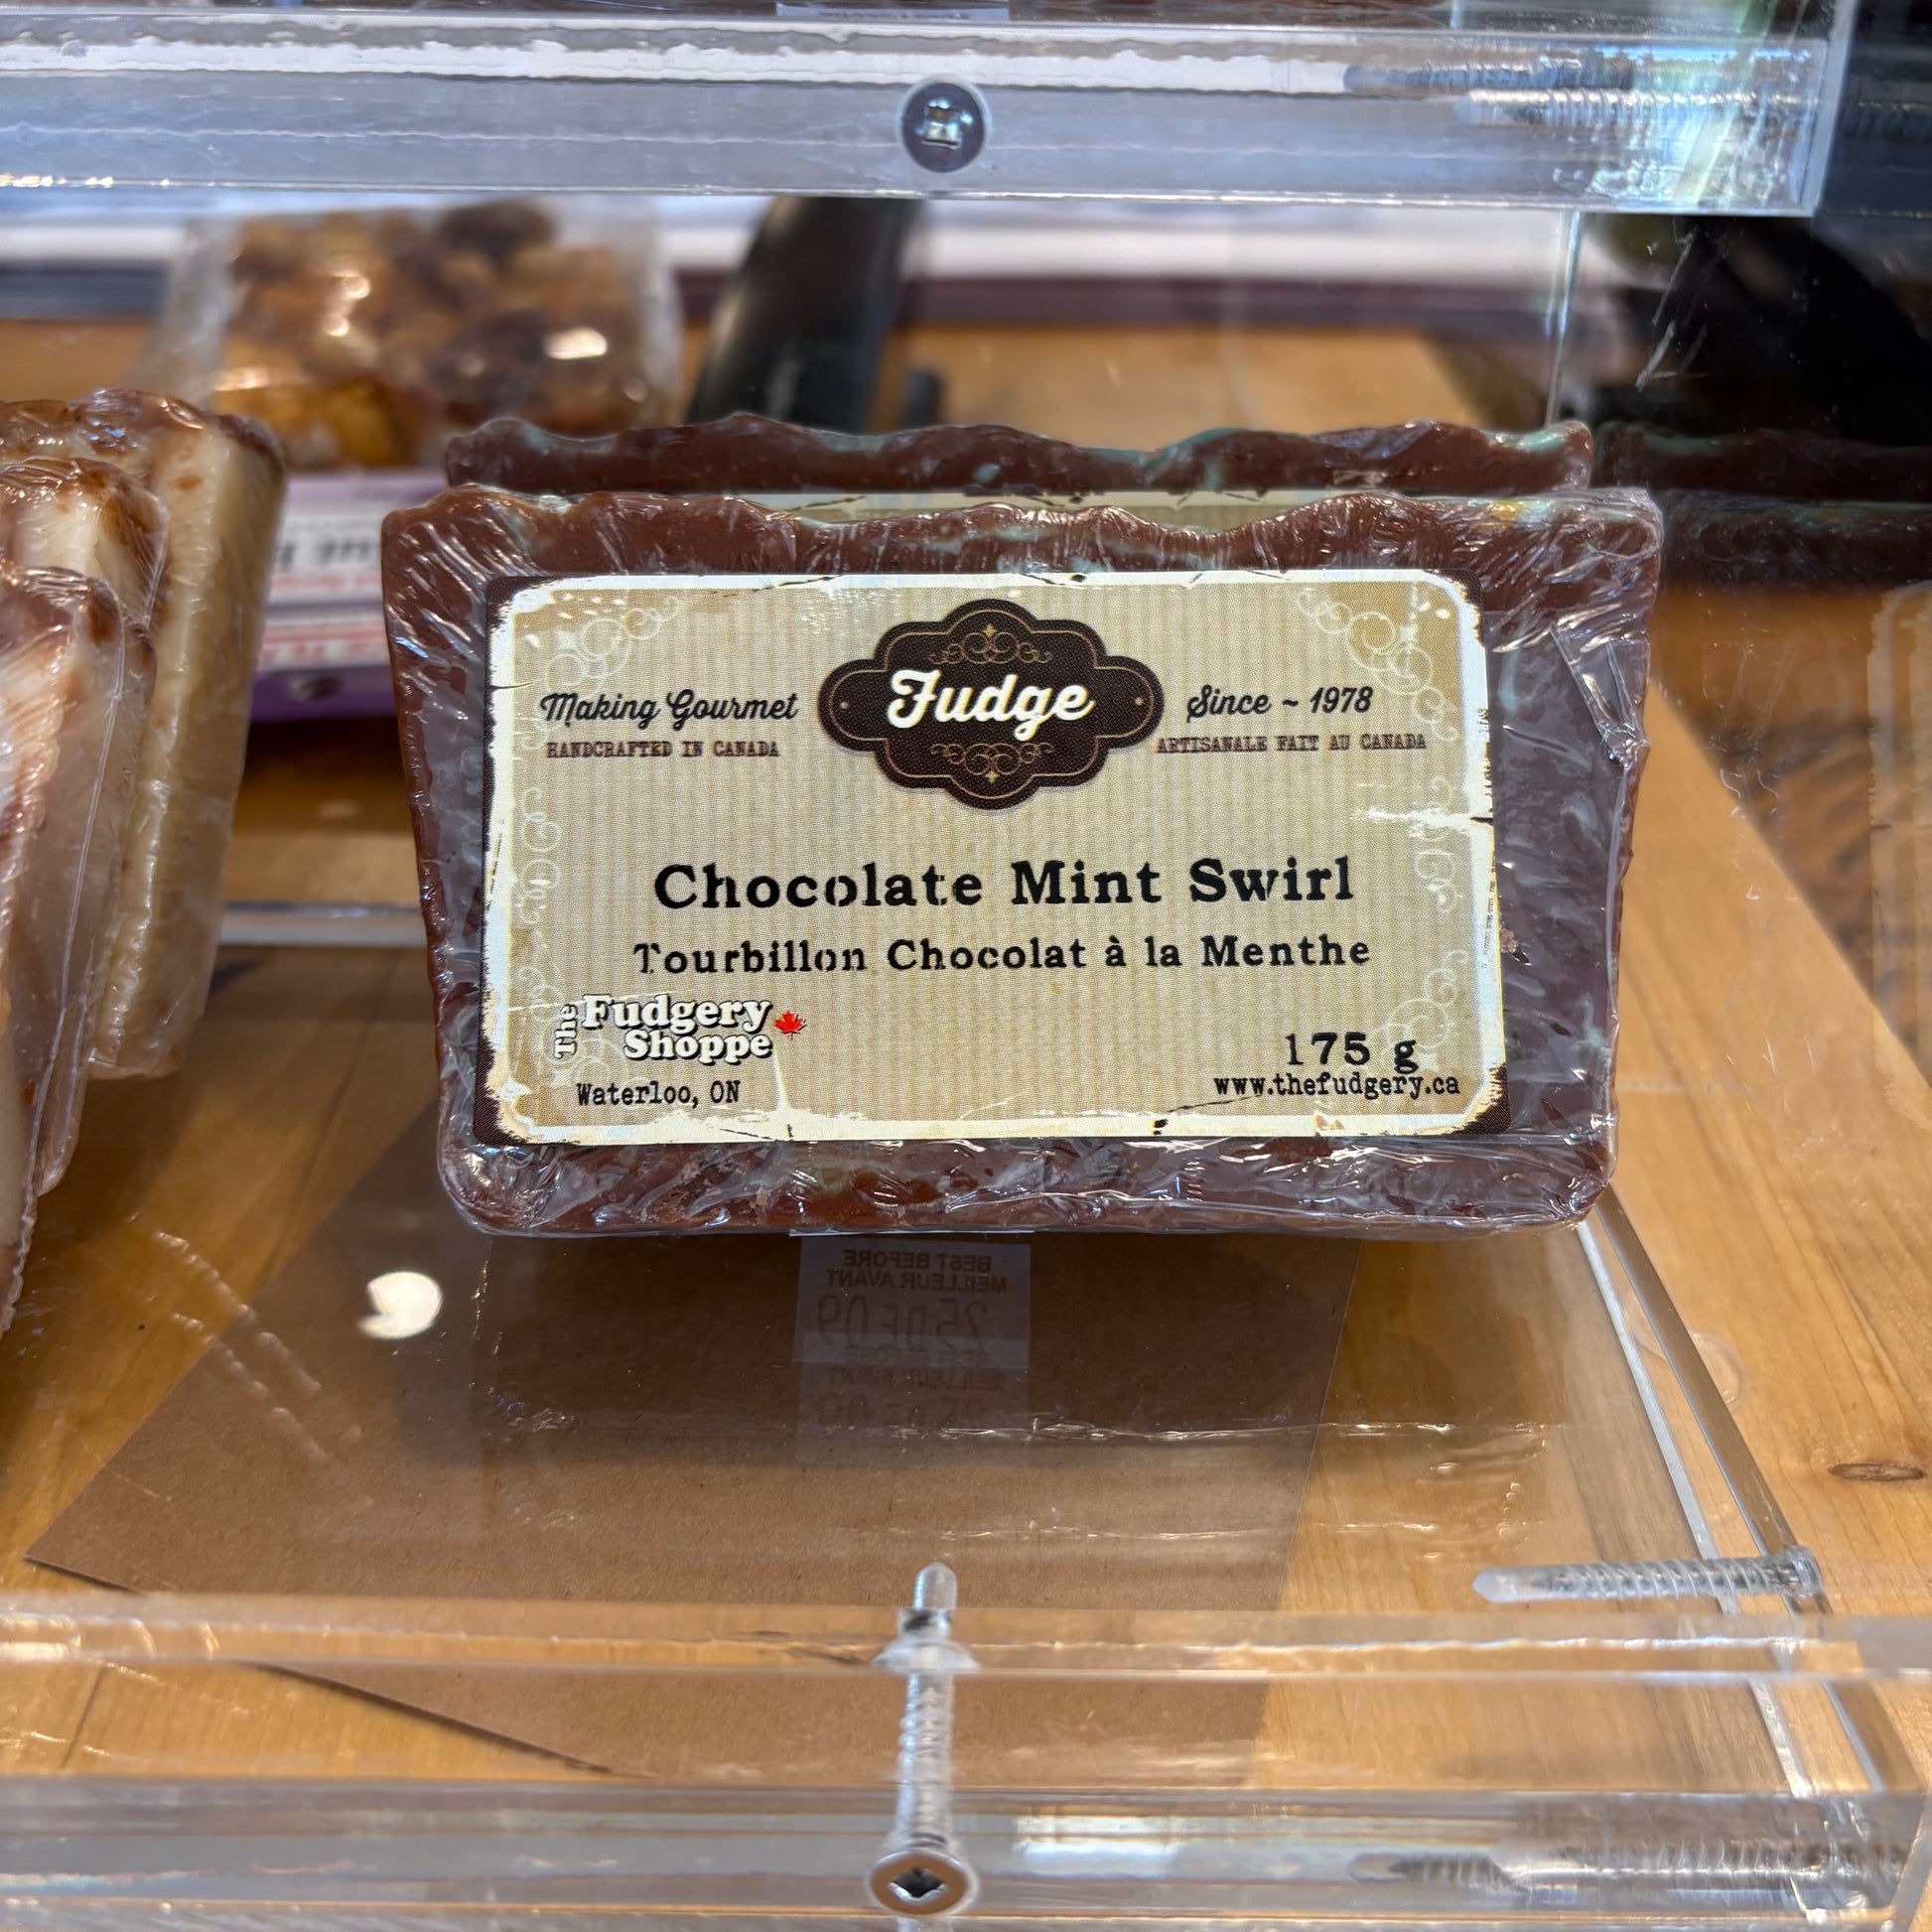 Making Gourmet
HANDCRAFTED IN CANADA
Fudge
Since ~ 1978
ARTISANALE FAIT AU CANADA
Chocolate Mint Swirl
Tourbillon Chocolat à la Menthe
The Fudgery
Shoppe
Waterloo, ON
175 g
www.thefudgery.ca
BEST BEFORE
MEILLEUR AVANT
25DE09